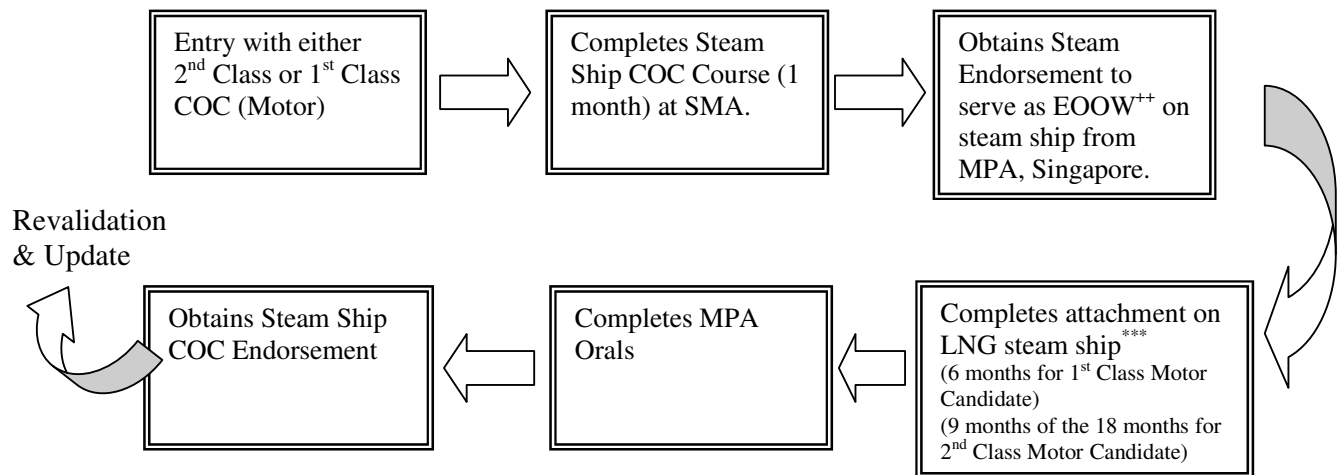 Entry with either
2nd Class or 1st Class
COC (Motor)
Completes Steam
Ship COC Course (1
month) at SMA.
Obtains Steam
Endorsement to
serve as EOOW++ on
steam ship from
MPA, Singapore.
Completes attachment on
LNG steam ship***
(6 months for 1st Class Motor
Candidate)
(9 months of the 18 months for
2nd Class Motor Candidate)
Completes MPA
Orals
Obtains Steam Ship
COC Endorsement
Revalidation
& Update